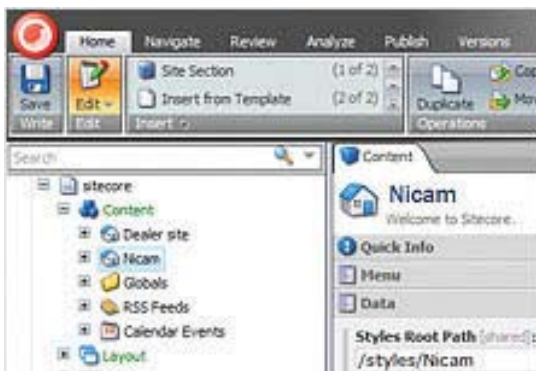 Home Navigate Review Analyze Publish Versions
Site Section (1 of 2)
Save Edit Insert from Template (2 of 2) Duplicate
Write Edit Insert Operations
Search Content
sitecore Nicam
Content Welcome to Sitecore.
Dealer site Quick Info
Nicam Menu
Globals Data
RSS Feeds
Calendar Events Styles Root Path [shared]:
Layout /styles/Nicam